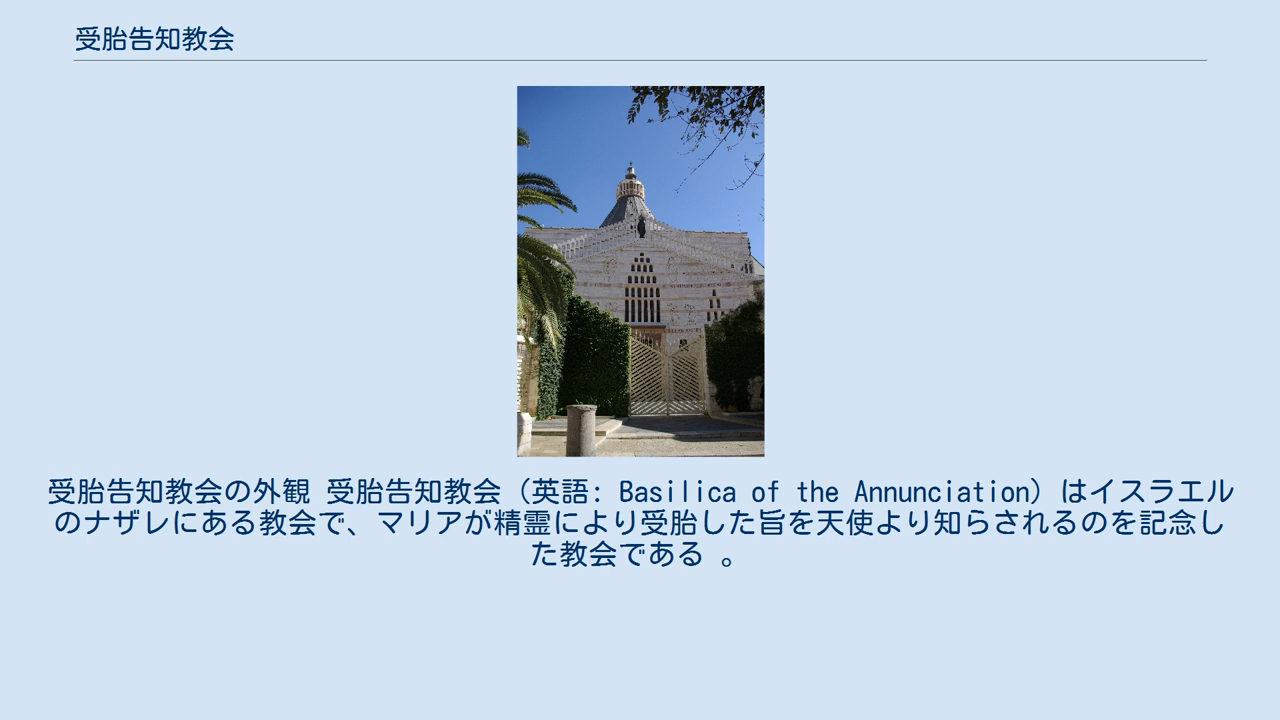 受胎告知教会
受胎告知教会の外観 受胎告知教会（英語: Basilica of the Annunciation）はイスラエル
のナザレにある教会で、マリアが精霊により受胎した旨を天使より知らされるのを記念し
た教会である 。